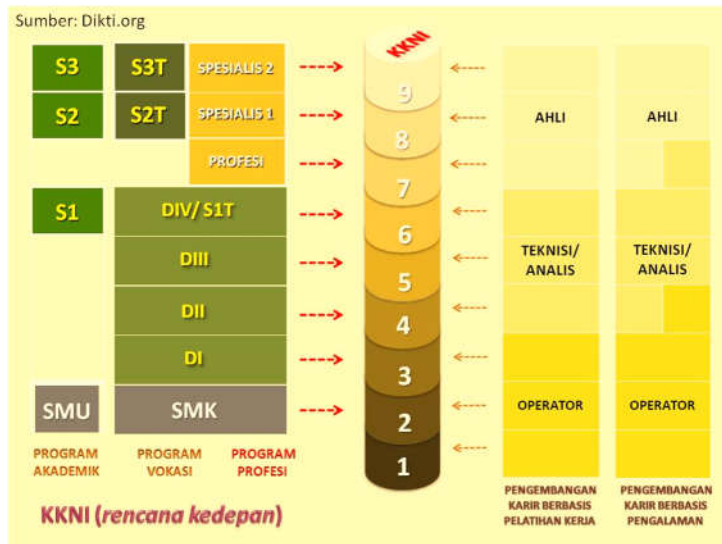 Sumber: Dikti.org
KKNI
S3 S3T SPESIALIS 2 9
S2 S2T SPESIALIS 1 8 AHLI AHLI
PROFESI 7
S1 DIV/ S1T 6
DIII 5 TEKNISI/ TEKNISI/
ANALIS ANALIS
DII 4
DI 3
SMU SMK 2 OPERATOR OPERATOR
1
PROGRAM PROGRAM PROGRAM
AKADEMIK VOKASI PROFESI
PENGEMBANGAN PENGEMBANGAN
KARIR BERBASIS KARIR BERBASIS
PELATIHAN KERJA PENGALAMAN
KKNI (rencana kedepan)